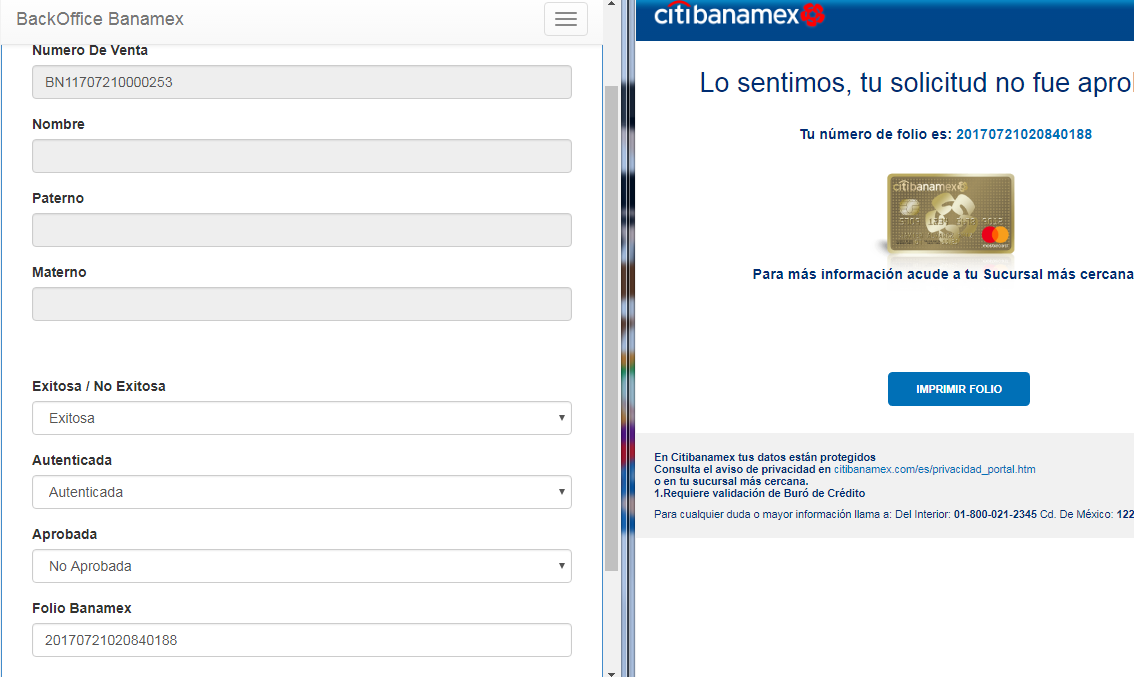 BackOffice Banamex
Numero De Venta
BN11707210000253
Nombre
Paterno
Materno
Exitosa / No Exitosa
Exitosa
Autenticada
Autenticada
Aprobada
No Aprobada
Folio Banamex
20170721020840188
citibanamex
Lo sentimos, tu solicitud no fue apro
Tu número de folio es: 20170721020840188
citibanamex
mastercard
Para más información acude a tu Sucursal más cercana
IMPRIMIR FOLIO
En Citibanamex tus datos están protegidos
Consulta el aviso de privacidad en citibanamex.com/es/privacidad_portal.htm
o en tu sucursal más cercana.
1.Requiere validación de Buró de Crédito
Para cualquier duda o mayor información llama a: Del Interior: 01-800-021-2345 Cd. De México: 122